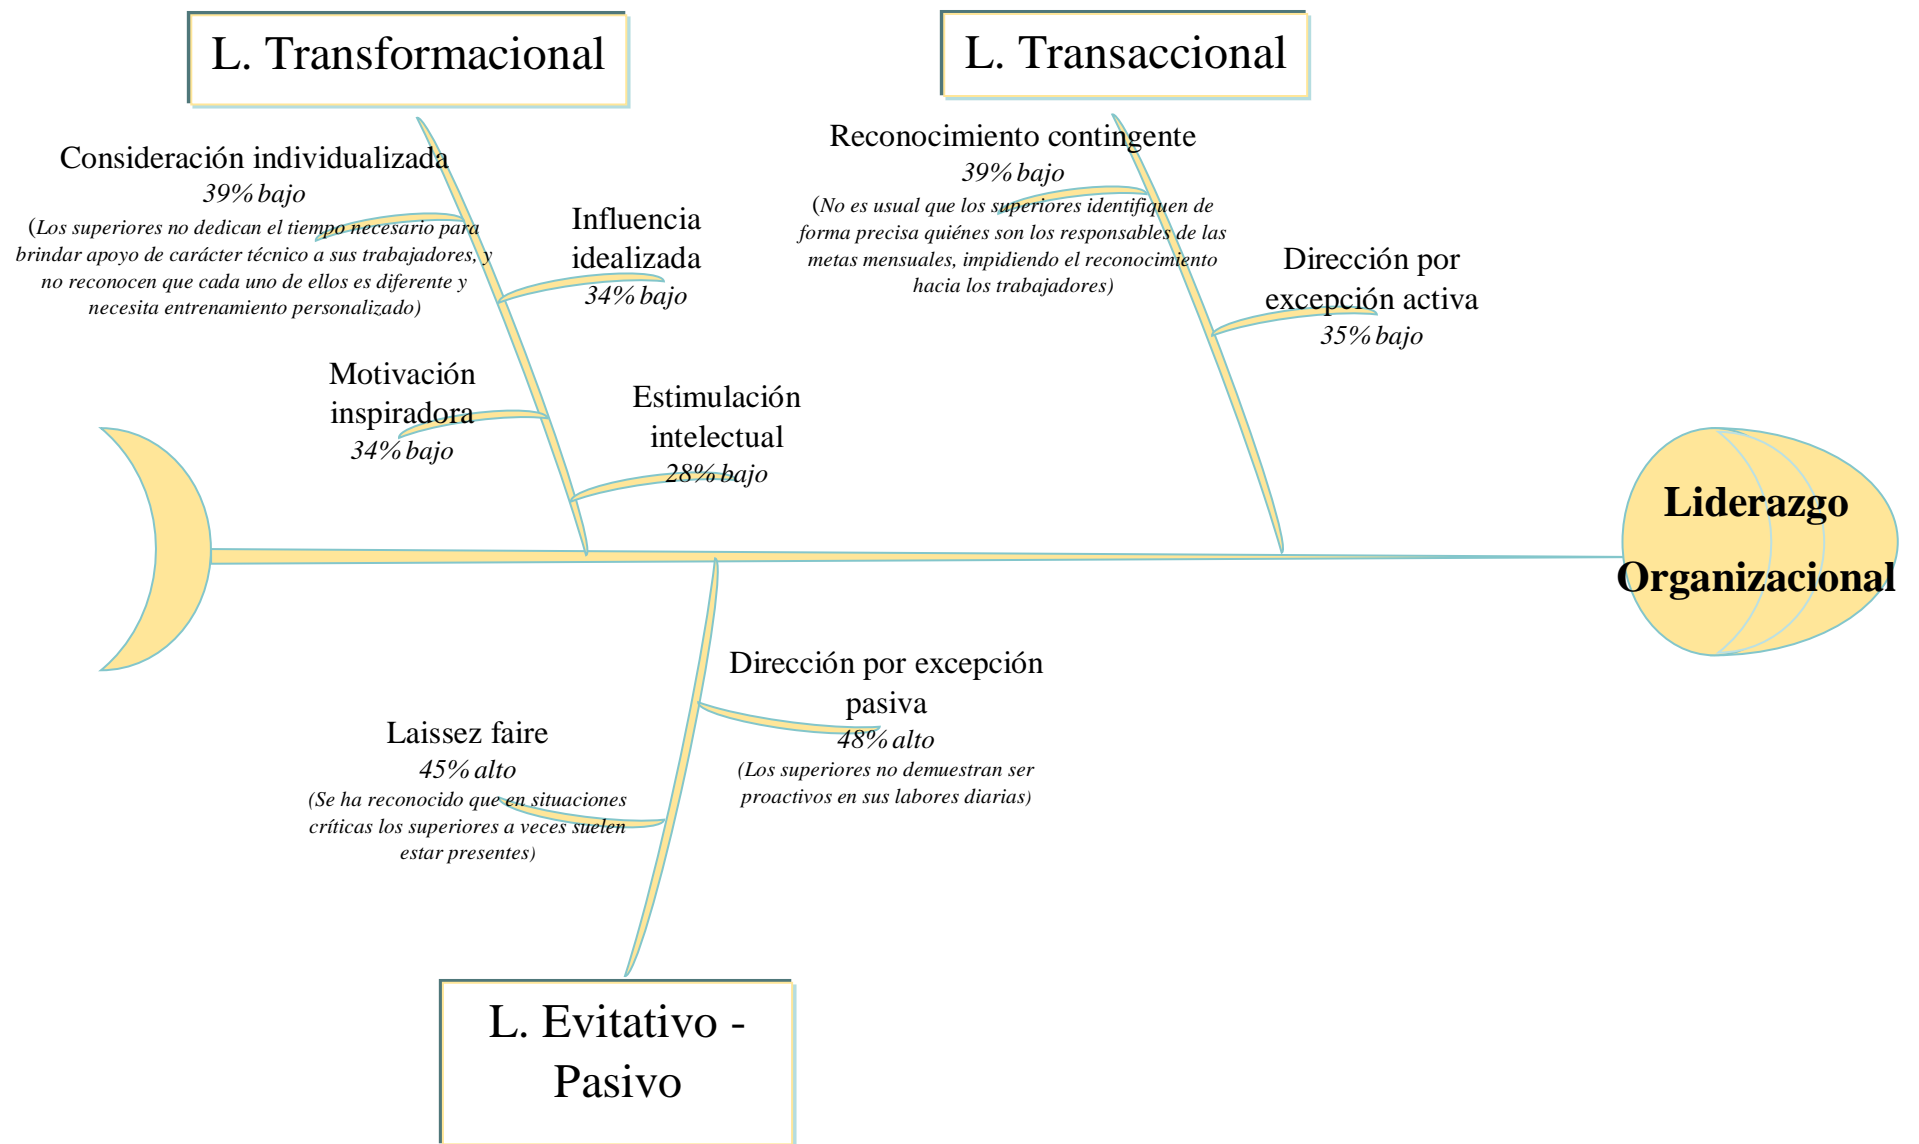 L. Transformacional
L. Transaccional
Consideración individualizada
39% bajo
(Los superiores no dedican el tiempo necesario para
brindar apoyo de carácter técnico a sus trabajadores, y
no reconocen que cada uno de ellos es diferente y
necesita entrenamiento personalizado)
Influencia
idealizada
34% bajo
Motivación
inspiradora
34% bajo
Estimulación
intelectual
28% bajo
Reconocimiento contingente
39% bajo
(No es usual que los superiores identifiquen de
forma precisa quiénes son los responsables de las
metas mensuales, impidiendo el reconocimiento
hacia los trabajadores)
Dirección por
excepción activa
35% bajo
Liderazgo
Organizacional
Dirección por excepción
pasiva
48% alto
(Los superiores no demuestran ser
proactivos en sus labores diarias)
Laissez faire
45% alto
(Se ha reconocido que en situaciones
críticas los superiores a veces suelen
estar presentes)
L. Evitativo -
Pasivo